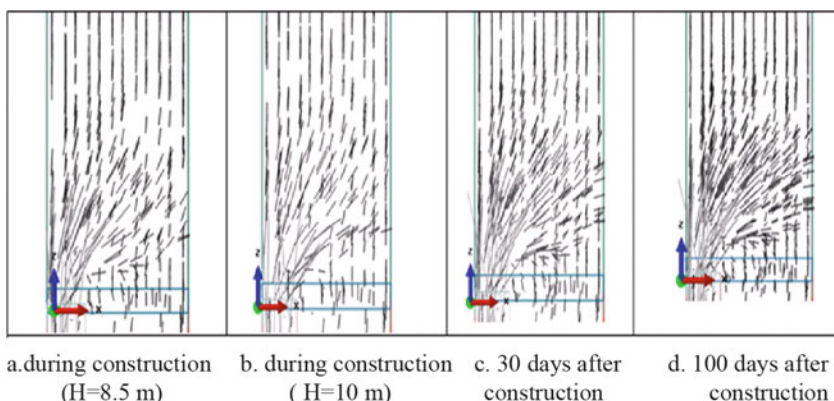 z
x
z
x
z
x
z
x
a.during construction
(H=8.5 m)
b. during construction
( H=10 m)
c. 30 days after
construction
d. 100 days after
construction